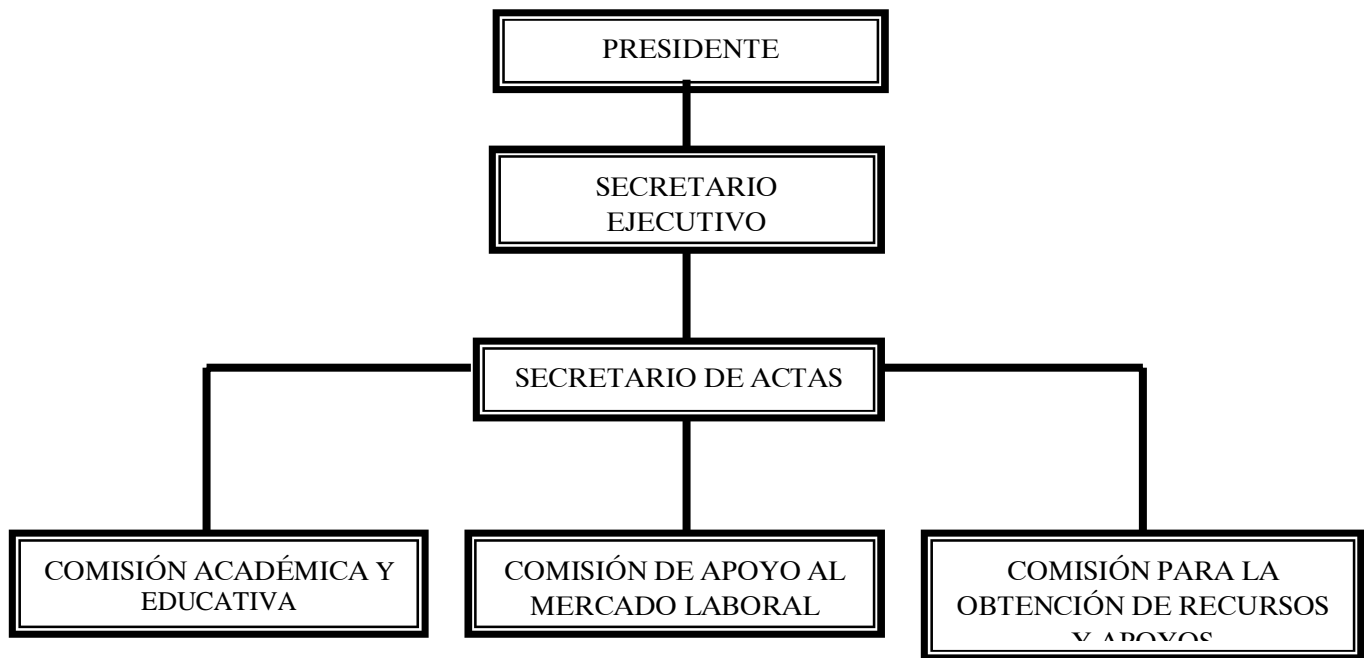 PRESIDENTE
SECRETARIO
EJECUTIVO
SECRETARIO DE ACTAS
COMISIÓN ACADÉMICA Y
EDUCATIVA
COMISIÓN DE APOYO AL
MERCADO LABORAL
COMISIÓN PARA LA
OBTENCIÓN DE RECURSOS
Y APOYOS